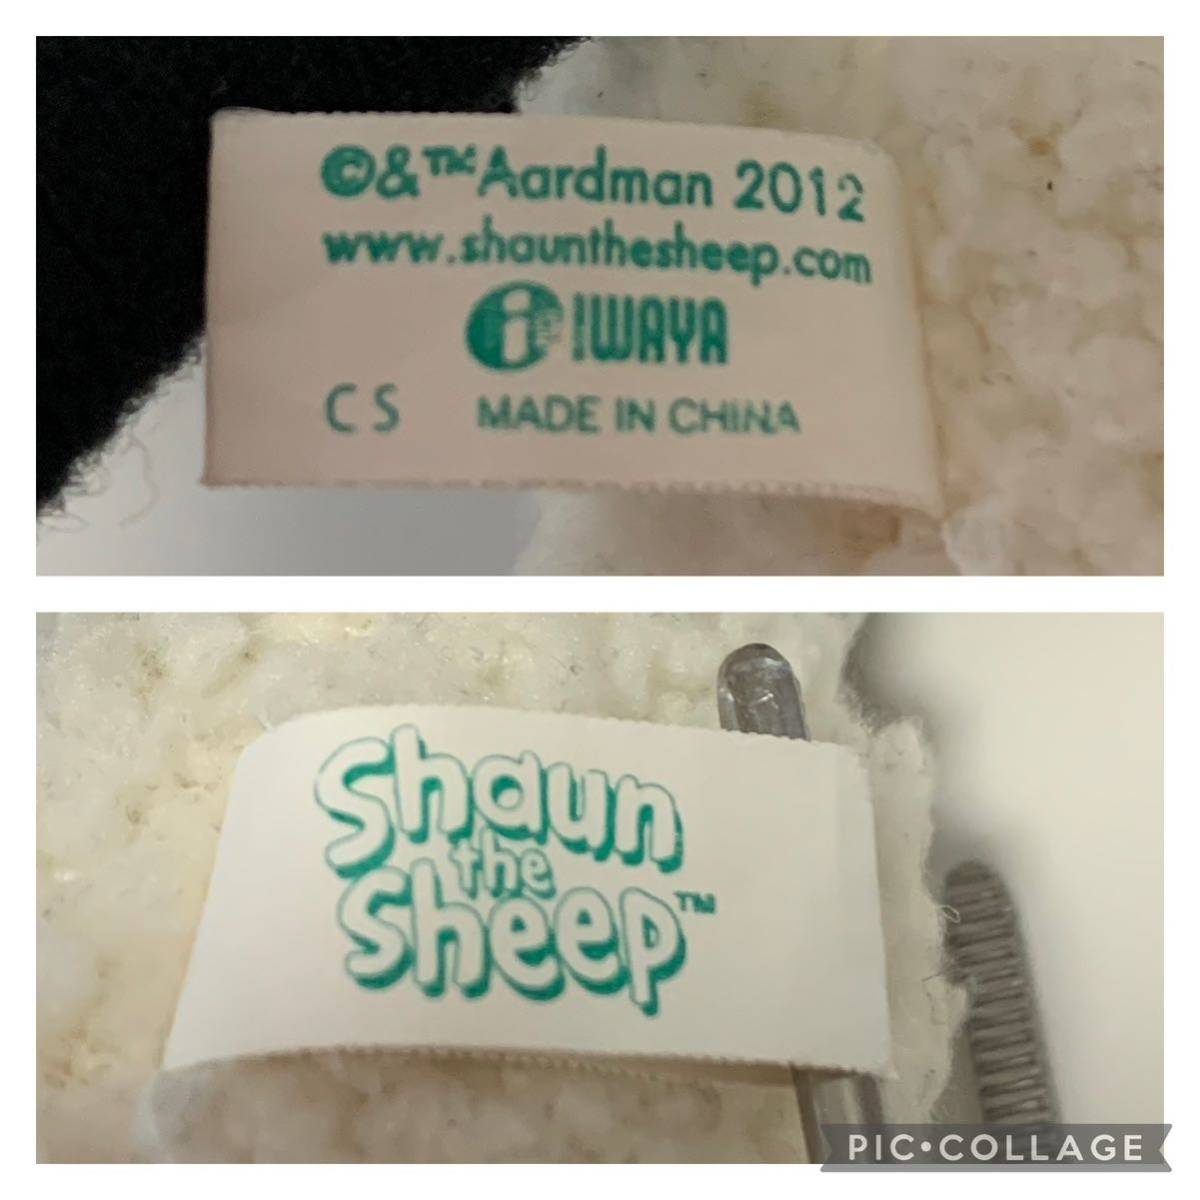 ©&™Aardman 2012
www.shaunthesheep.com
i IWAYA
CS MADE IN CHINA
Shaun
the
Sheep™
PIC•COLLAGE